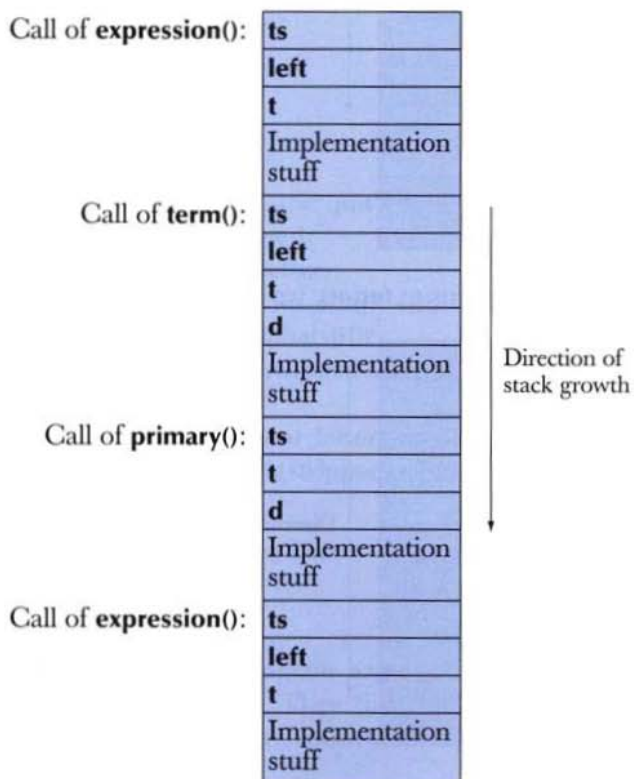 Call of expression(): ts
left
t
Implementation
stuff
Call of term(): ts
left
t
d
Implementation
stuff
Direction of
stack growth
Call of primary(): ts
t
d
Implementation
stuff
Call of expression(): ts
left
t
Implementation
stuff